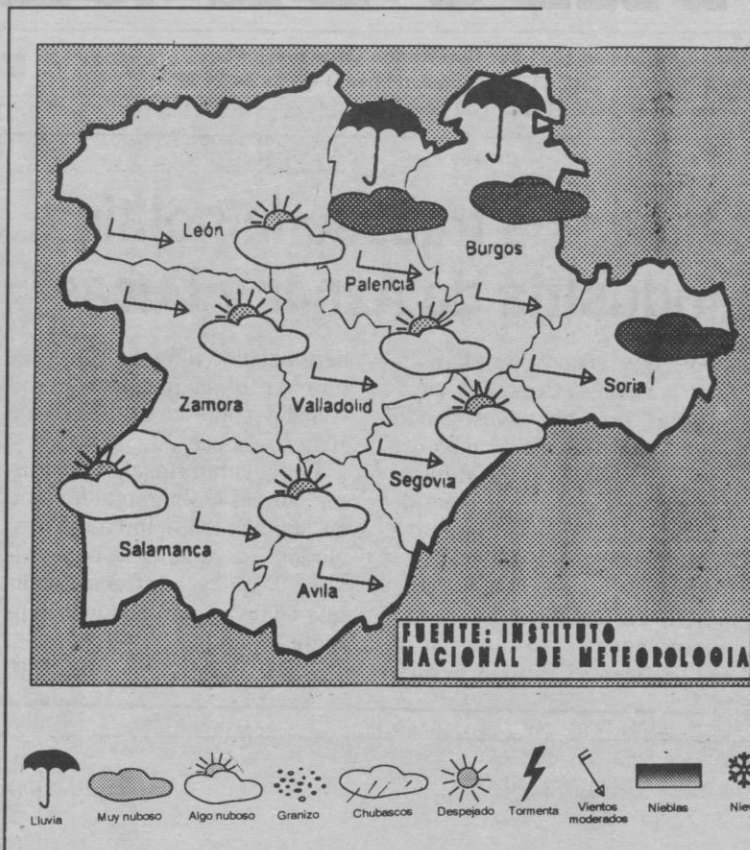 León
Burgos
Palencia
Soria
Zamora
Valladolid
Segovia
Salamanca
Avila
FUENTE: INSTITUTO
NACIONAL DE METEOROLOGIA
Lluvia
Muy nuboso
Algo nuboso
Granizo
Chubascos
Despejado
Tormenta
Vientos
moderados
Nieblas